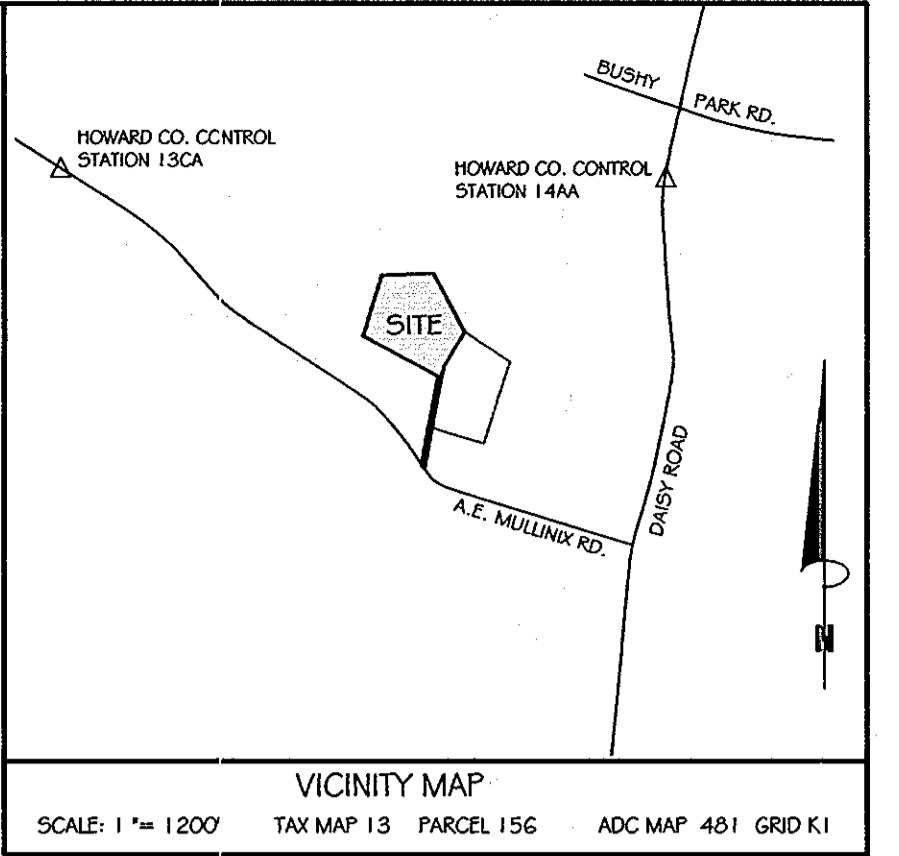 BUSHY PARK RD.
HOWARD CO. CONTROL
STATION 13CA
HOWARD CO. CONTROL
STATION 14AA
SITE
DAISY ROAD
A.E. MULLINIX RD.
N
VICINITY MAP
SCALE: 1 "= 1200' TAX MAP 13 PARCEL 156 ADC MAP 481 GRID K1